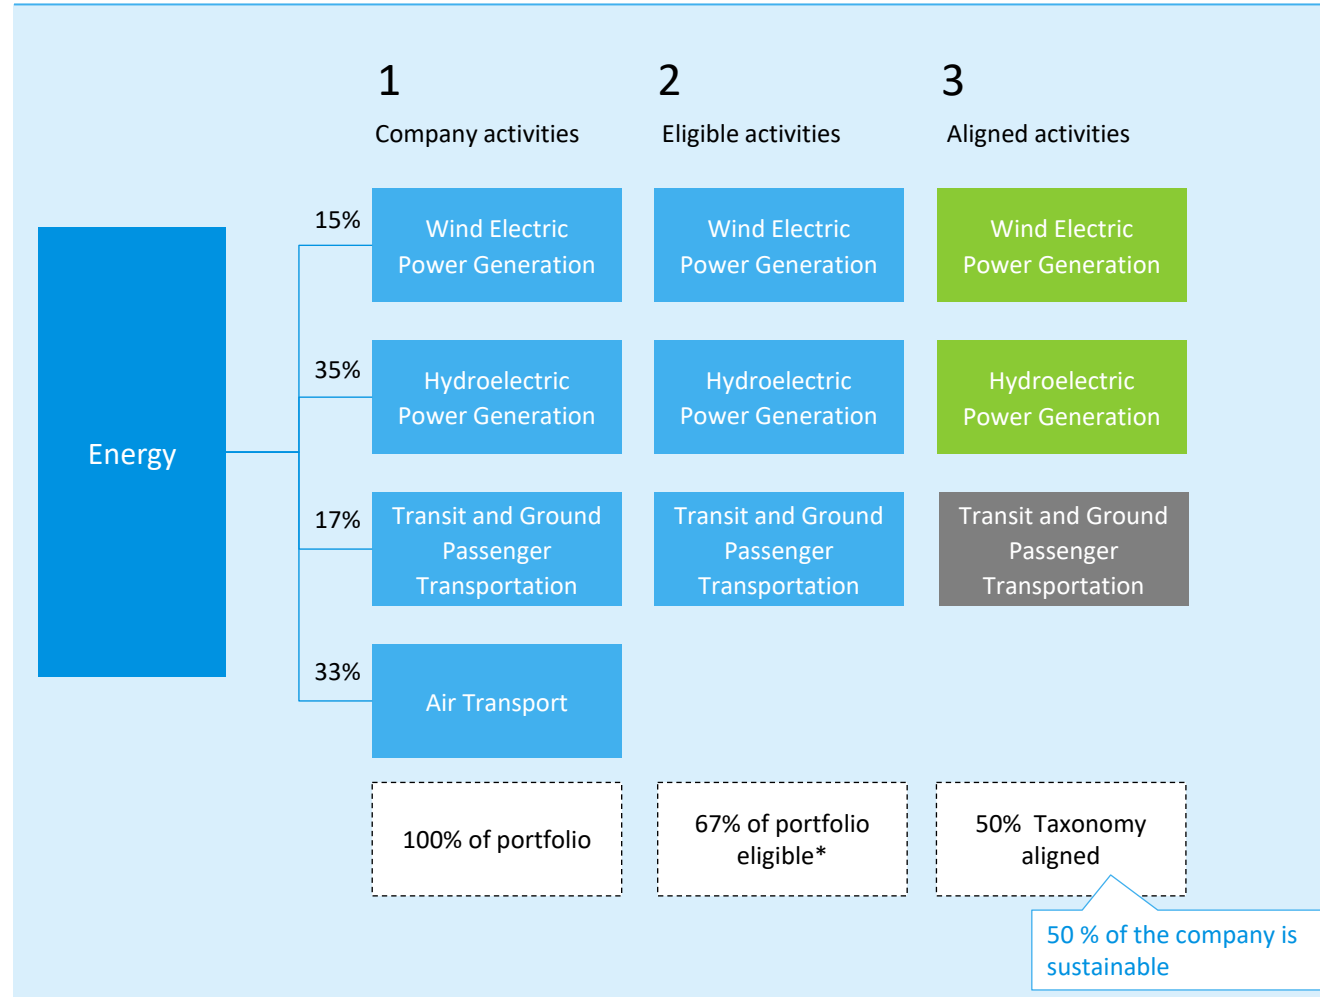 1
Company activities
2
Eligible activities
3
Aligned activities
Energy
15%
Wind Electric
Power Generation
Wind Electric
Power Generation
Wind Electric
Power Generation
35%
Hydroelectric
Power Generation
Hydroelectric
Power Generation
Hydroelectric
Power Generation
17%
Transit and Ground
Passenger
Transportation
Transit and Ground
Passenger
Transportation
Transit and Ground
Passenger
Transportation
33%
Air Transport
100% of portfolio
67% of portfolio
eligible*
50%  Taxonomy
aligned
50 % of the company is
sustainable